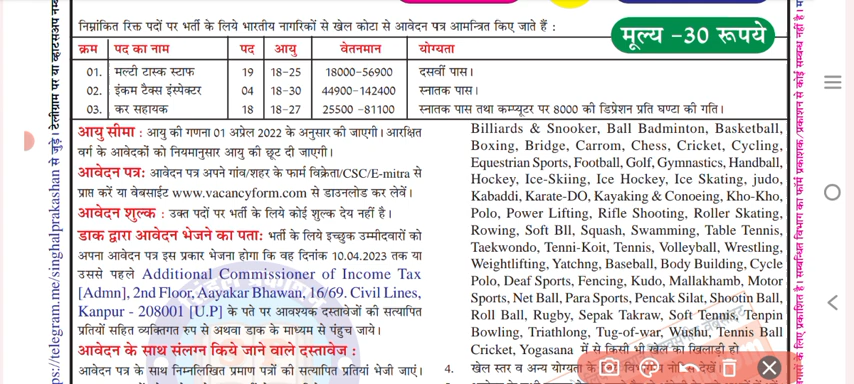 निम्नांकित रिक्त पदों पर भर्ती के लिये भारतीय नागरिकों से खेल कोटा से आवेदन पत्र आमन्त्रित किए जाते हैं :
मूल्य -30 रूपये
क्रम पद का नाम पद आयु वेतनमान योग्यता
01. मल्टी टास्क स्टाफ 19 18-25 18000-56900 दसवीं पास।
02. इंकम टैक्स इंस्पेक्टर 04 18-30 44900-142400 स्नातक पास।
03. कर सहायक 18 18-27 25500 -81100 स्नातक पास तथा कम्प्यूटर पर 8000 की डिप्रेशन प्रति घण्टा की गति।
आयु सीमा : आयु की गणना 01 अप्रेल 2022 के अनुसार की जाएगी। आरक्षित
वर्ग के आवेदकों को नियमानुसार आयु की छूट दी जाएगी।
आवेदन पत्र: आवेदन पत्र अपने गांव/शहर के फार्म विक्रेता/CSC/E-mitra से
प्राप्त करें या वेबसाईट www.vacancyform.com से डाउनलोड कर लेवें।
आवेदन शुल्क : उक्त पदों पर भर्ती के लिये कोई शुल्क देय नहीं है।
डाक द्वारा आवेदन भेजने का पता: भर्ती के लिये इच्छुक उम्मीदवारों को
अपना आवेदन पत्र इस प्रकार भेजना होगा कि वह दिनांक 10.04.2023 तक या
उससे पहले Additional Commissioner of Income Tax
[Admn], 2nd Floor, Aayakar Bhawan, 16/69. Civil Lines,
Kanpur - 208001 [U.P] के पते पर आवश्यक दस्तावेजों की सत्यापित
प्रतियों सहित व्यक्तिगत रुप से अथवा डाक के माध्यम से पंहुच जाये।
आवेदन के साथ संलग्न किये जाने वाले दस्तावेज :
आवेदन पत्र के साथ निम्नलिखित प्रमाण पत्रों की सत्यापित प्रतियां भेजी जाएं।
Billiards & Snooker, Ball Badminton, Basketball,
Boxing, Bridge, Carrom, Chess, Cricket, Cycling,
Equestrian Sports, Football, Golf, Gymnastics, Handball,
Hockey, Ice-Skiing, Ice Hockey, Ice Skating, judo,
Kabaddi, Karate-DO, Kayaking & Conoeing, Kho-Kho,
Polo, Power Lifting, Rifle Shooting, Roller Skating,
Rowing, Soft Bll, Squash, Swamming, Table Tennis,
Taekwondo, Tenni-Koit, Tennis, Volleyball, Wrestling,
Weightlifting, Yatchng, Baseball, Body Building, Cycle
Polo, Deaf Sports, Fencing, Kudo, Mallakhamb, Motor
Sports, Net Ball, Para Sports, Pencak Silat, Shootin Ball,
Roll Ball, Rugby, Sepak Takraw, Soft Tennis, Tenpin
Bowling, Triathlong, Tug-of-war, Wushu, Tennis Ball
Cricket, Yogasana में से किसी भी खेल का खिलाड़ी हो
4. खेल स्तर व अन्य योग्यता के
https://telegram.me/singhalprakashan से जुड़े। टेलीग्राम पर या व्हाटसअप
सम्बन्धित विभाग का फार्म प्रकाशक/प्रकाशन से कोई सम्बन्ध नहीं है।